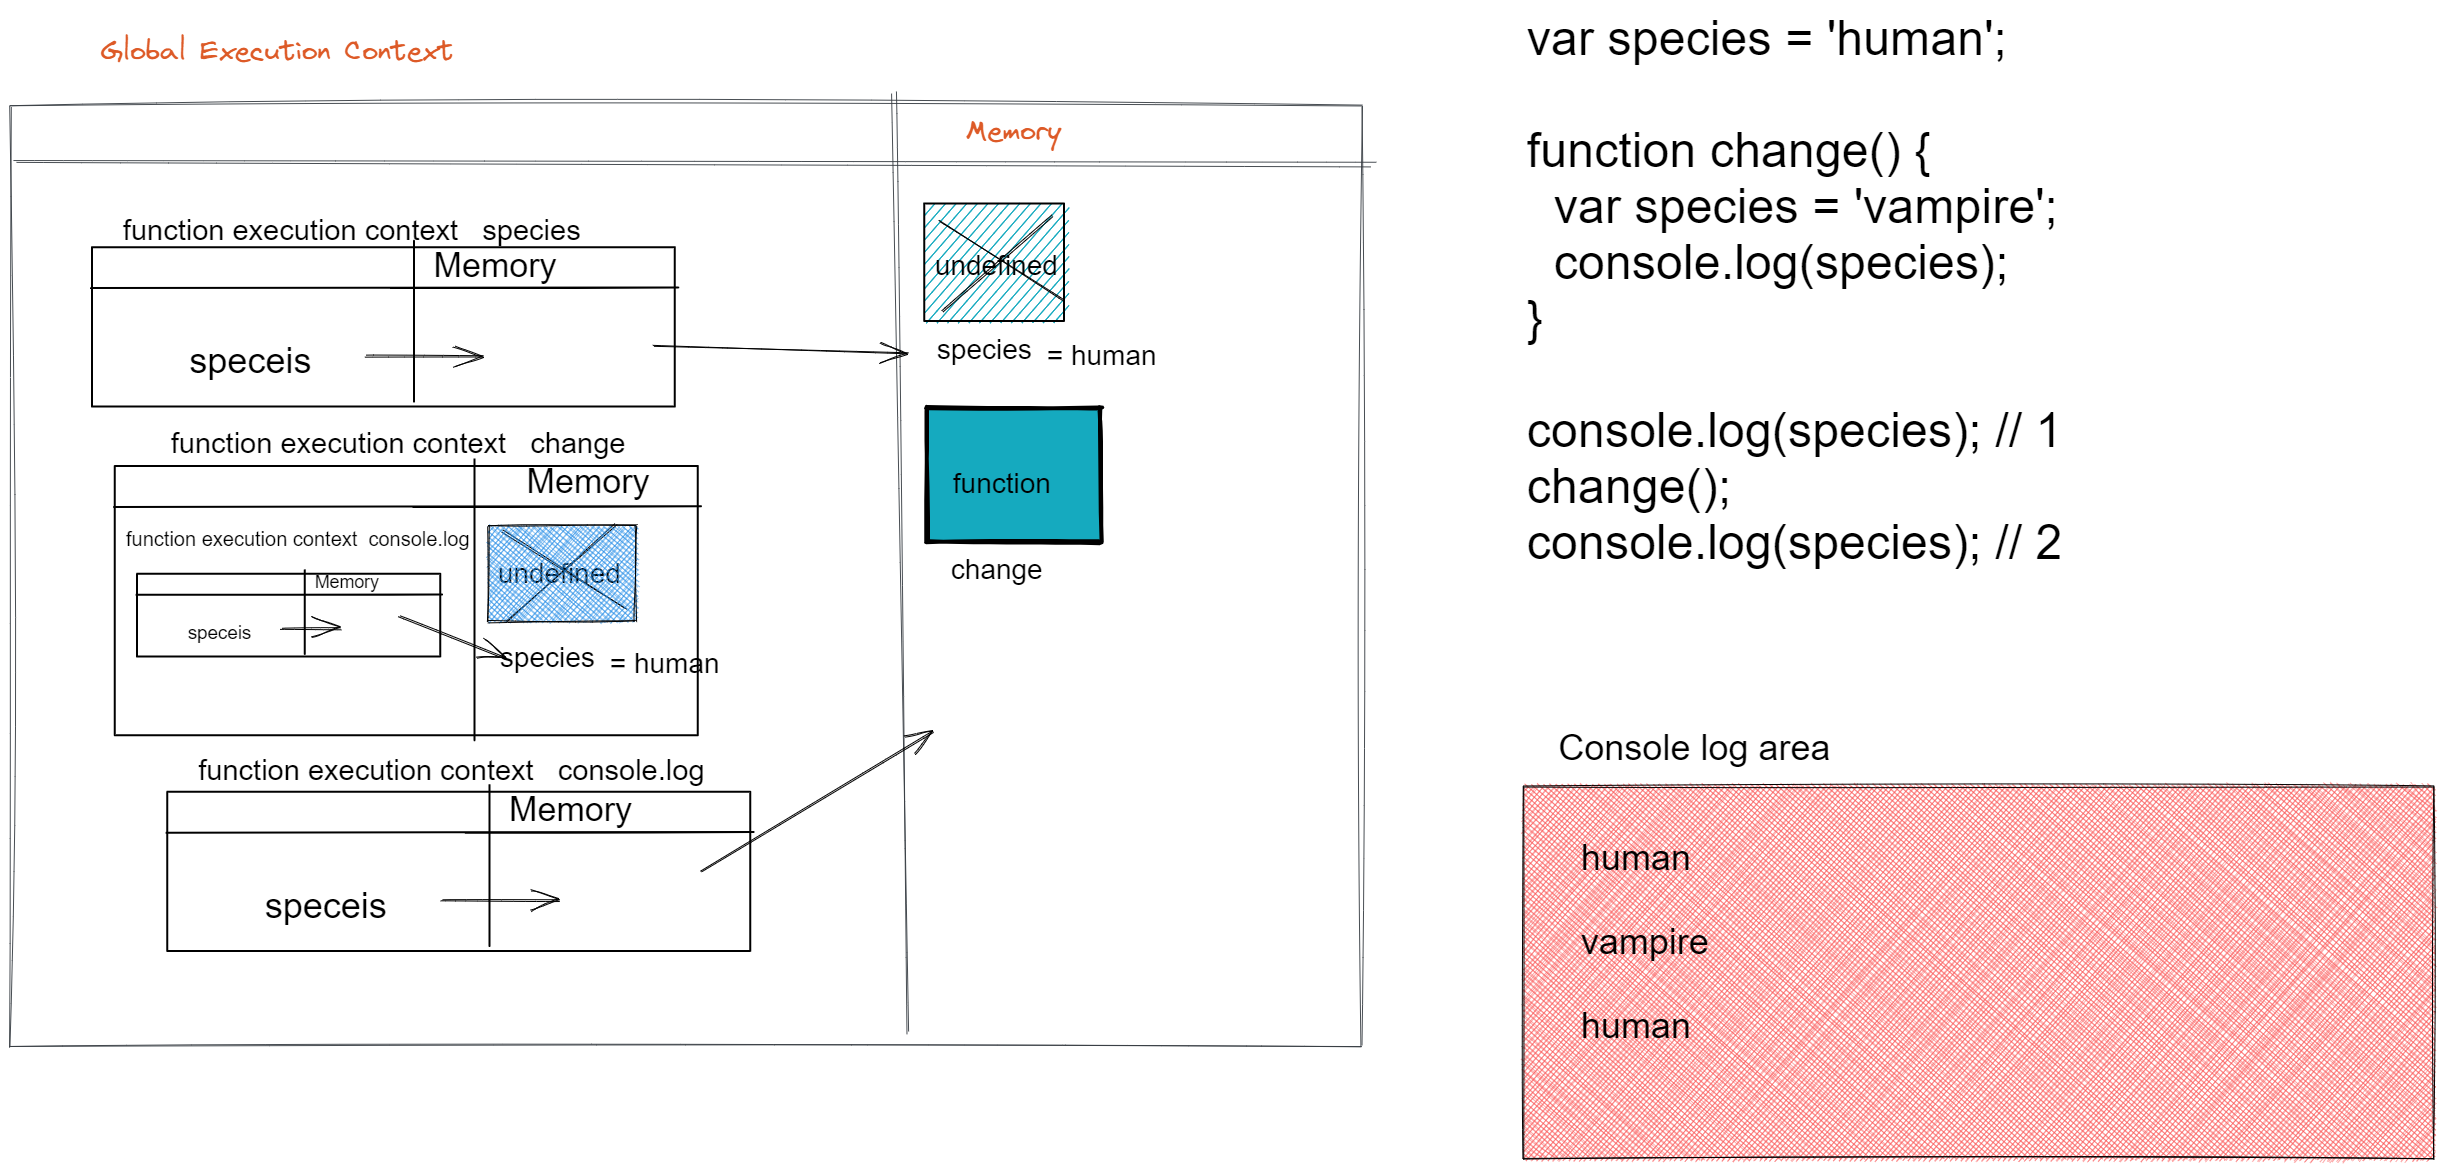 Global Execution Context
Memory
function execution context species
Memory
speceis
undefined
species = human
function execution context change
Memory
function execution context console.log
Memory
speceis
undefined
species = human
function
change
function execution context console.log
Memory
speceis
var species = 'human';
function change() {
var species = 'vampire';
console.log(species);
}
console.log(species); // 1
change();
console.log(species); // 2
Console log area
human
vampire
human